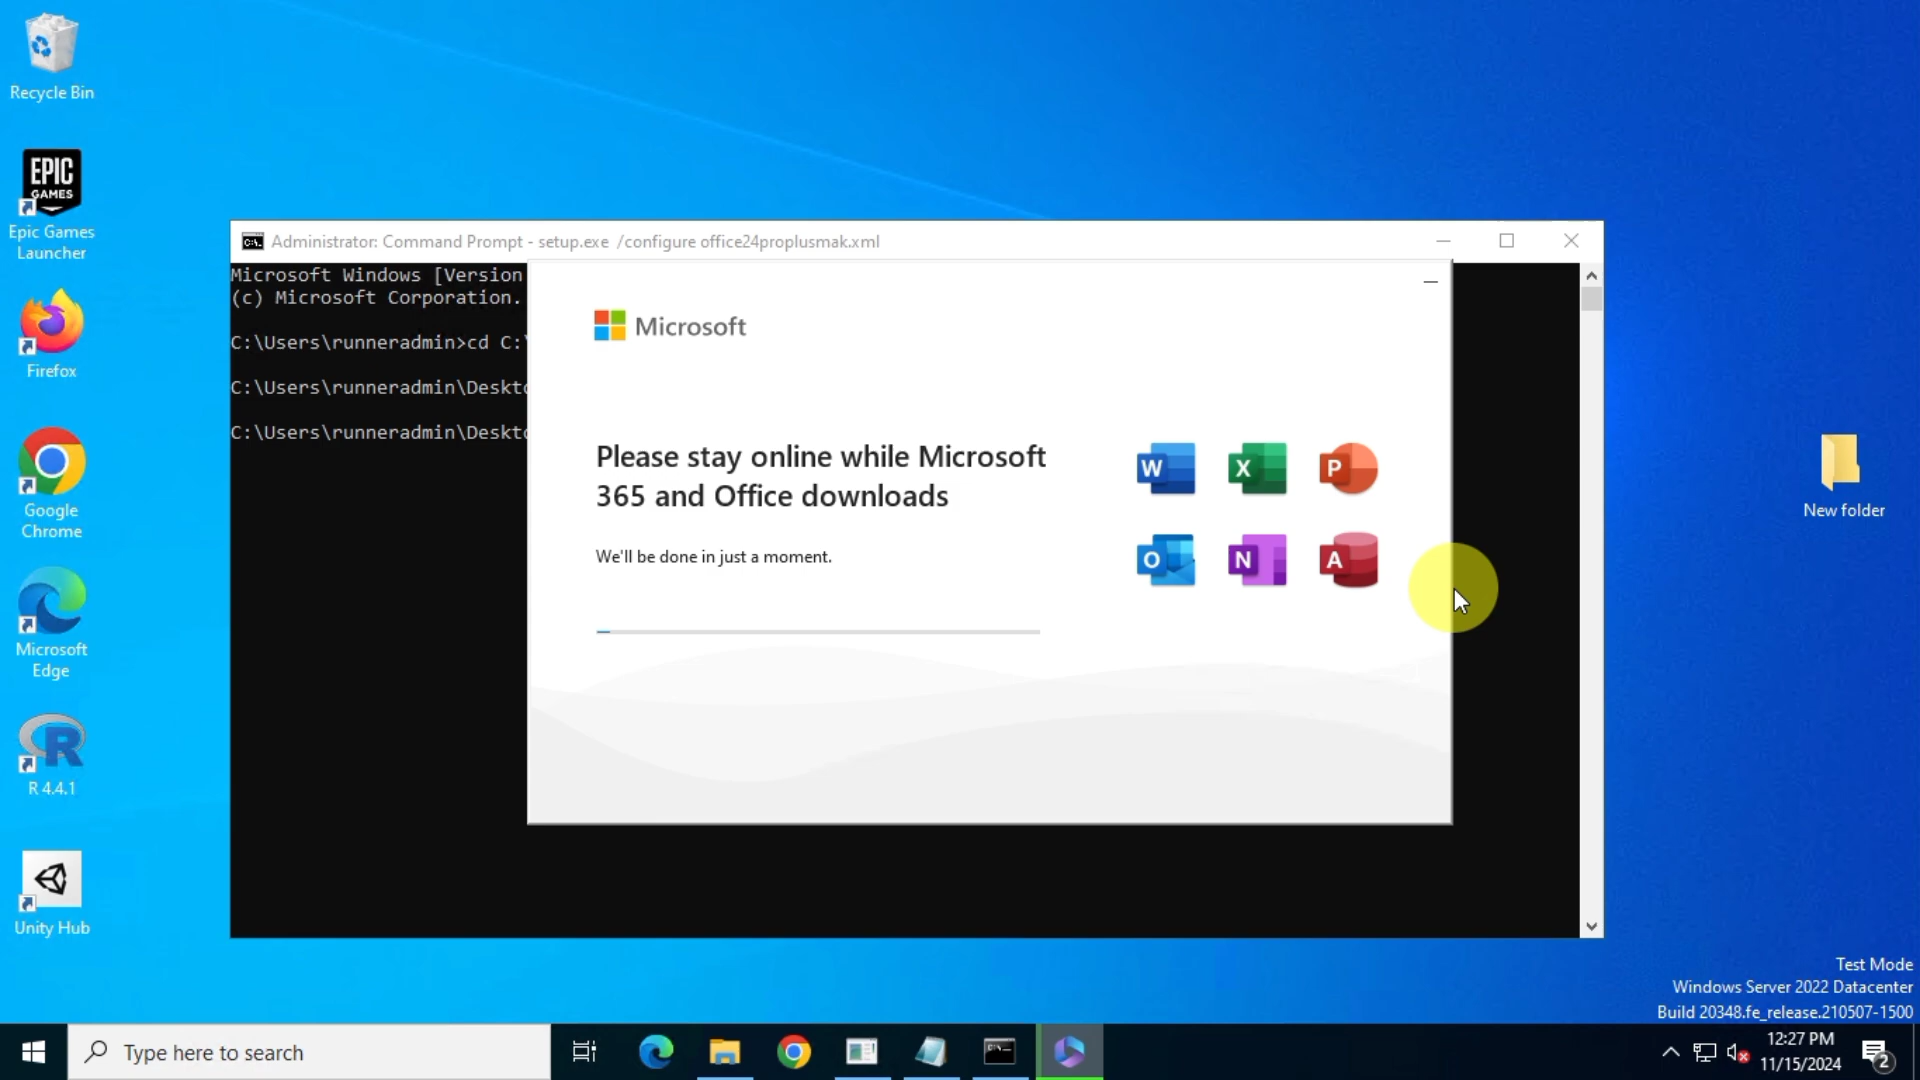 Recycle Bin
EPIC
GAMES
Epic Games
Launcher
Firefox
Google
Chrome
Microsoft
Edge
R 4.4.1
Unity Hub
Administrator: Command Prompt - setup.exe  /configure office24proplusmak.xml
Microsoft Windows [Version
(c) Microsoft Corporation.
C:\Users\runneradmin>cd C:\
C:\Users\runneradmin\Deskto
C:\Users\runneradmin\Deskto
Microsoft
Please stay online while Microsoft
365 and Office downloads
We'll be done in just a moment.
W X P
O N A
New folder
Test Mode
Windows Server 2022 Datacenter
Build 20348.fe_release.210507-1500
Type here to search
12:27 PM
11/15/2024
2